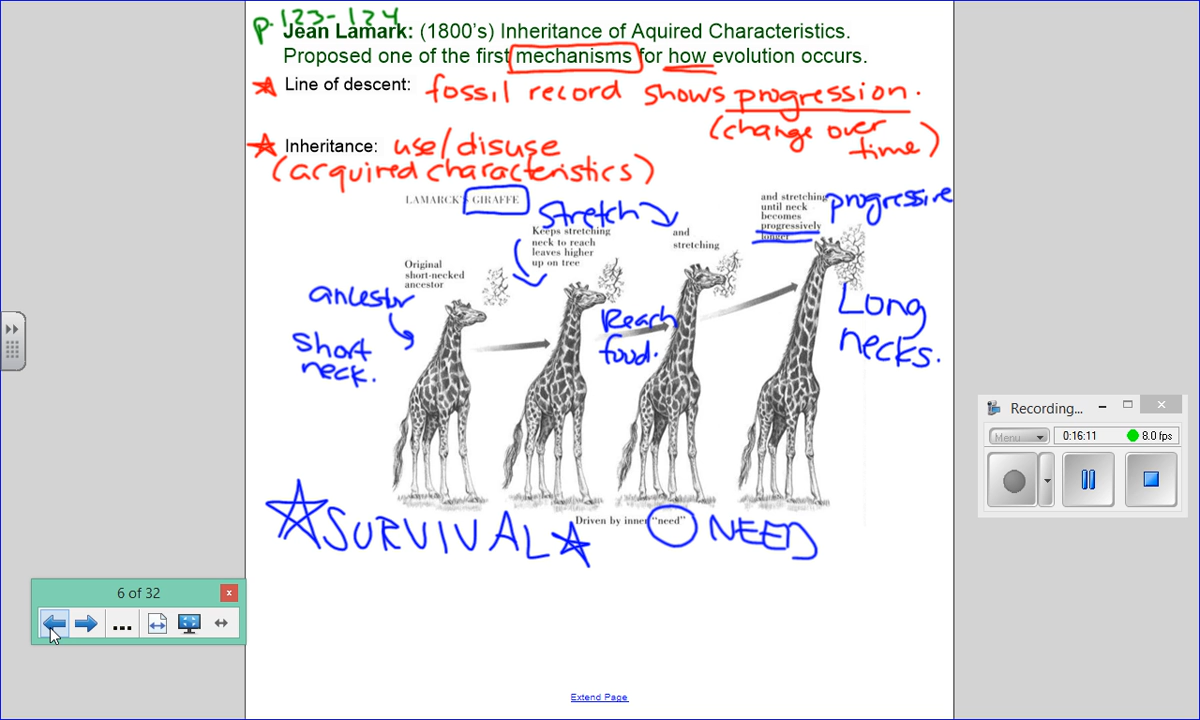 p. 123-124
Jean Lamark: (1800's) Inheritance of Aquired Characteristics.
Proposed one of the first mechanisms for how evolution occurs.
Line of descent: fossil record shows progression.
(change over
time)
Inheritance: use/disuse
(acquired characteristics)
LAMARCK'S GIRAFFE
Stretch
Keeps stretching
neck to reach
leaves higher
up on tree
and
stretching
and stretching
until neck
becomes
progressively
longer
progressive
Original
short-necked
ancestor
ancestor
Short
neck.
Reach
food.
Long
necks.
SURVIVAL
Driven by inner "need"
NEED
Extend Page
6 of 32
...
Recording...
Menu
0:16:11
8.0 fps